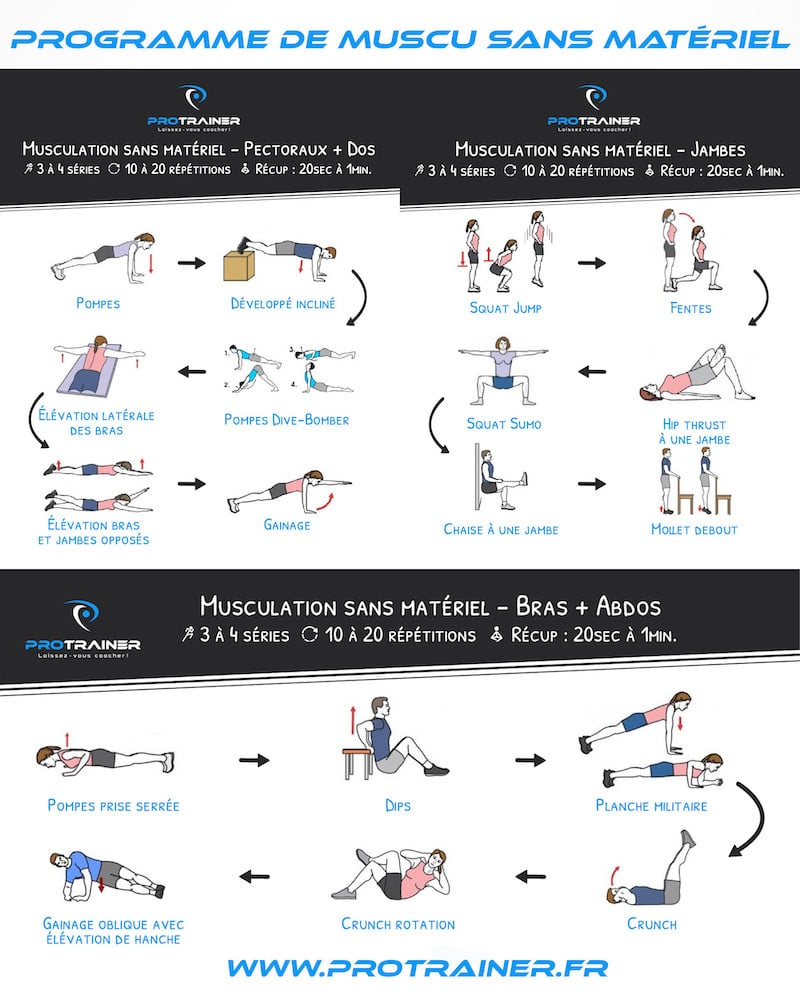 PROGRAMME DE MUSCU SANS MATÉRIEL
PROTRAINER
Laissez-vous coacher!
MUSCULATION SANS MATÉRIEL – PECTORAUX + DOS
3 À 4 SÉRIES 10 À 20 RÉPÉTITIONS RÉCUP : 20SEC À 1MIN.
POMPES
DÉVELOPPÉ INCLINÉ
ÉLÉVATION LATÉRALE
DES BRAS
1.
2.
3.
4.
POMPES DIVE-BOMBER
ÉLÉVATION BRAS
ET JAMBES OPPOSÉS
GAINAGE
PROTRAINER
Laissez-vous coacher!
MUSCULATION SANS MATÉRIEL – JAMBES
3 À 4 SÉRIES 10 À 20 RÉPÉTITIONS RÉCUP : 20SEC À 1MIN.
SQUAT JUMP
FENTES
SQUAT SUMO
HIP THRUST
À UNE JAMBE
CHAISE À UNE JAMBE
MOLLET DEBOUT
PROTRAINER
Laissez-vous coacher!
MUSCULATION SANS MATÉRIEL – BRAS + ABDOS
3 À 4 SÉRIES 10 À 20 RÉPÉTITIONS RÉCUP : 20SEC À 1MIN.
POMPES PRISE SERRÉE
DIPS
PLANCHE MILITAIRE
GAINAGE OBLIQUE AVEC
ÉLÉVATION DE HANCHE
CRUNCH ROTATION
CRUNCH
WWW.PROTRAINER.FR